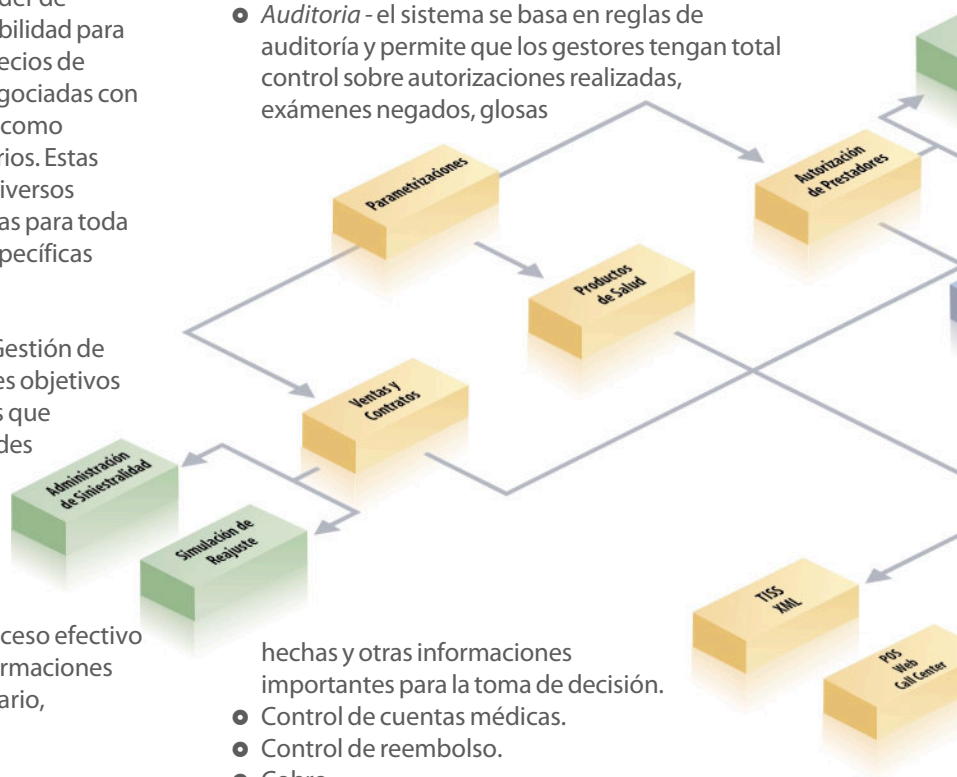 bilidad para
ecios de
gociadas con
como
rios. Estas
iversos
as para toda
pecíficas
Gestión de
es objetivos
s que
des
ceso efectivo
ormaciones
ario,
Auditoria - el sistema se basa en reglas de
auditoría y permite que los gestores tengan total
control sobre autorizaciones realizadas,
exámenes negados, glosas
Parametrizaciones
Autorización
de Prestadores
Productos
de Salud
Ventas y
Contratos
Administración
de Siniestralidad
Simulación de
Reajuste
TISS
XML
POS
Web
Call Center
hechas y otras informaciones
importantes para la toma de decisión.
Control de cuentas médicas.
Control de reembolso.